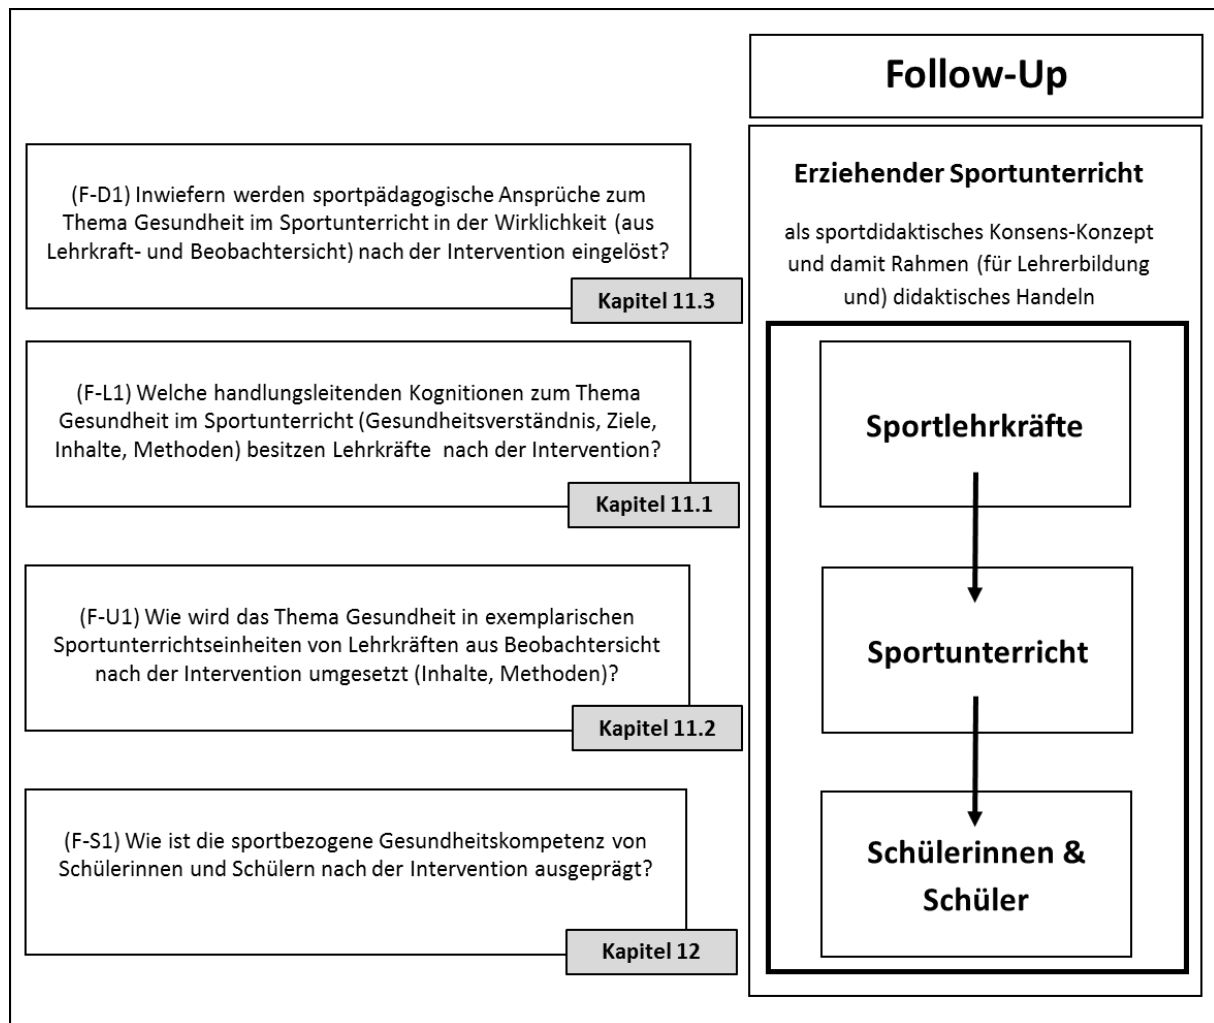 Follow-Up
Erziehender Sportunterricht
als sportdidaktisches Konsens-Konzept
und damit Rahmen (für Lehrerbildung
und) didaktisches Handeln
(F-D1) Inwiefern werden sportpädagogische Ansprüche zum
Thema Gesundheit im Sportunterricht in der Wirklichkeit (aus
Lehrkraft- und Beobachtersicht) nach der Intervention eingelöst?
Kapitel 11.3
(F-L1) Welche handlungsleitenden Kognitionen zum Thema
Gesundheit im Sportunterricht (Gesundheitsverständnis, Ziele,
Inhalte, Methoden) besitzen Lehrkräfte nach der Intervention?
Kapitel 11.1
Sportlehrkräfte
(F-U1) Wie wird das Thema Gesundheit in exemplarischen
Sportunterrichtseinheiten von Lehrkräften aus Beobachtersicht
nach der Intervention umgesetzt (Inhalte, Methoden)?
Kapitel 11.2
Sportunterricht
(F-S1) Wie ist die sportbezogene Gesundheitskompetenz von
Schülerinnen und Schülern nach der Intervention ausgeprägt?
Kapitel 12
Schülerinnen &
Schüler